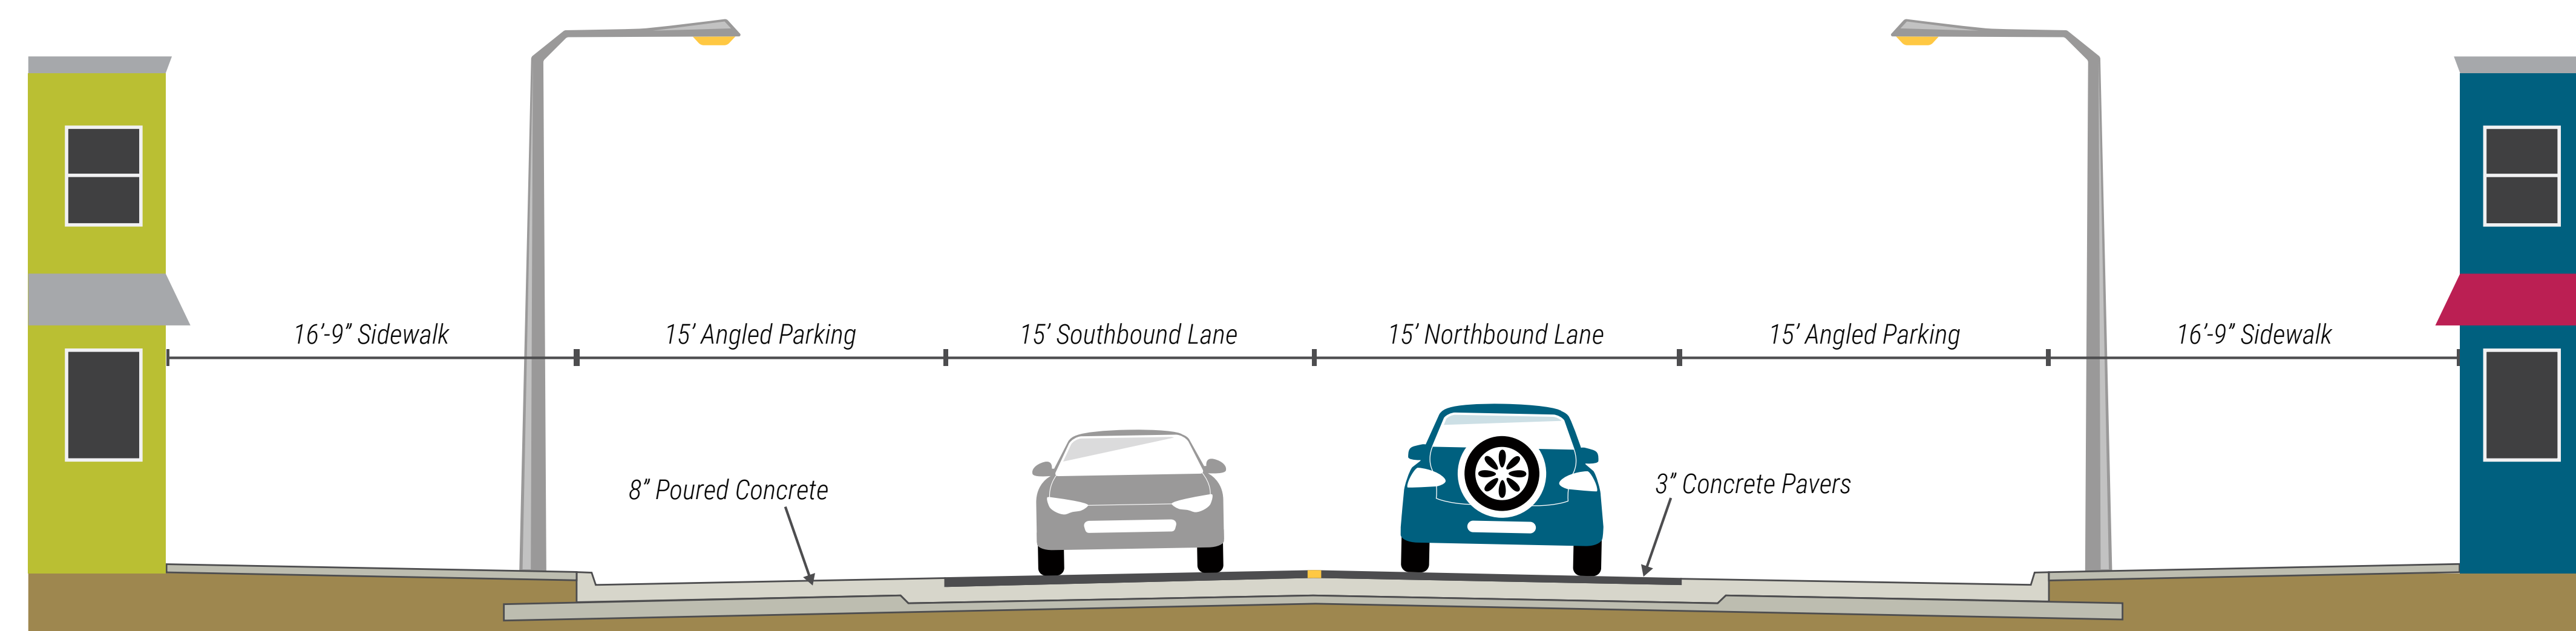 16’-9” Sidewalk
15’ Angled Parking
15’ Southbound Lane
15’ Northbound Lane
15’ Angled Parking
16’-9” Sidewalk
8” Poured Concrete
3” Concrete Pavers